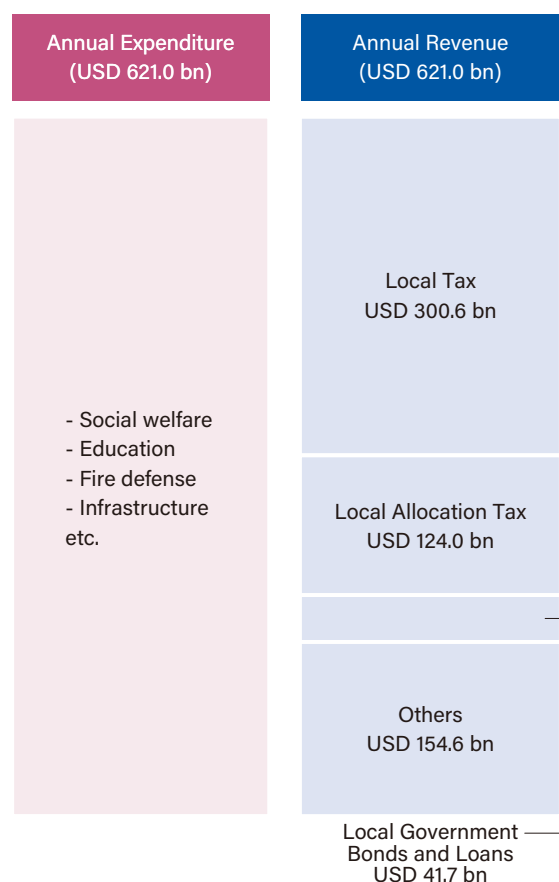 Annual Expenditure
(USD 621.0 bn)
Annual Revenue
(USD 621.0 bn)
- Social welfare
- Education
- Fire defense
- Infrastructure
etc.
Local Tax
USD 300.6 bn
Local Allocation Tax
USD 124.0 bn
Others
USD 154.6 bn
Local Government
Bonds and Loans
USD 41.7 bn